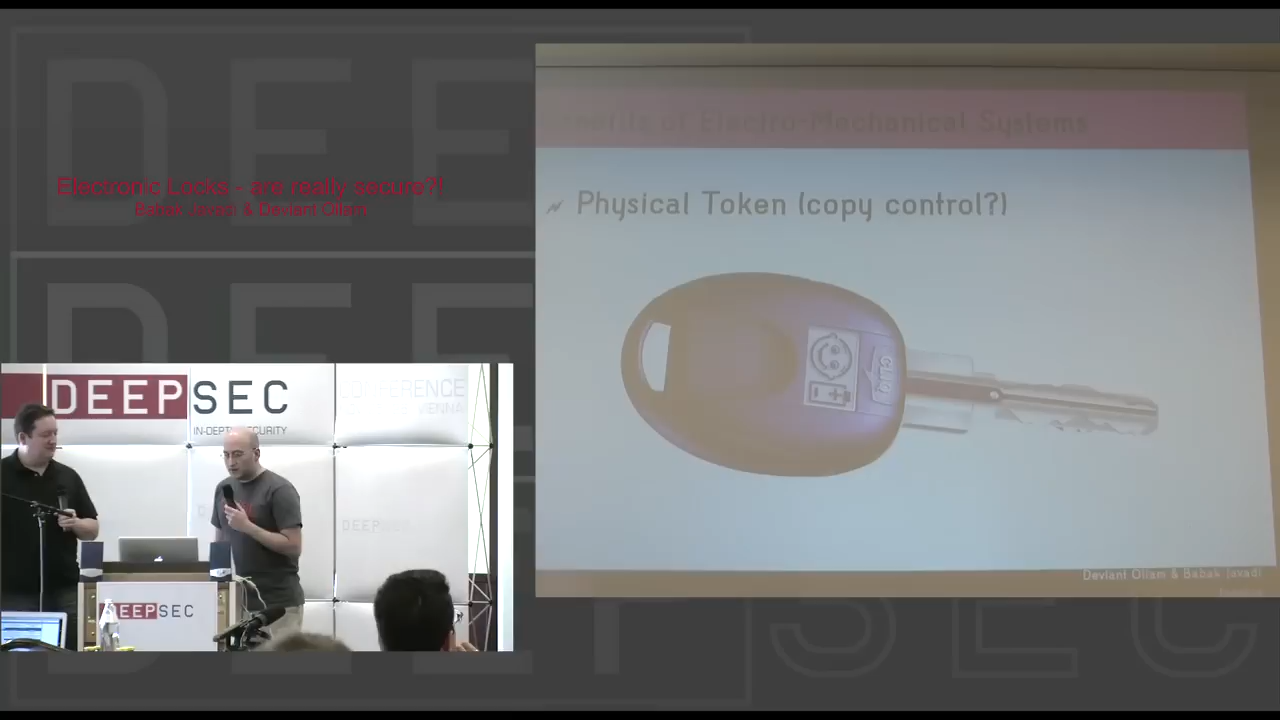 Electronic Locks - are really secure?!
Babak Javadi & Deviant Ollam
DEEPSEC
CONFERENCE
VIENNA
IN-DEPTH SECURITY
DEEPSEC
DEEPSEC
of Electro-Mechanical Systems
Physical Token (copy control?)
CLIQ
Deviant Ollam & Babak Javadi